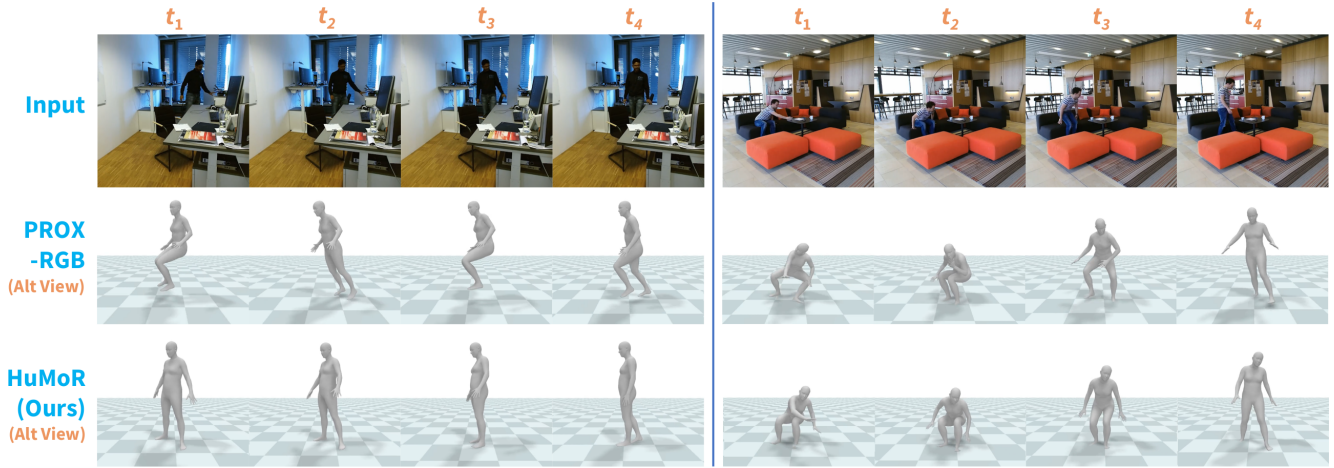 t1 t2 t3 t4 t1 t2 t3 t4
Input
PROX
-RGB
(Alt View)
HuMoR
(Ours)
(Alt View)